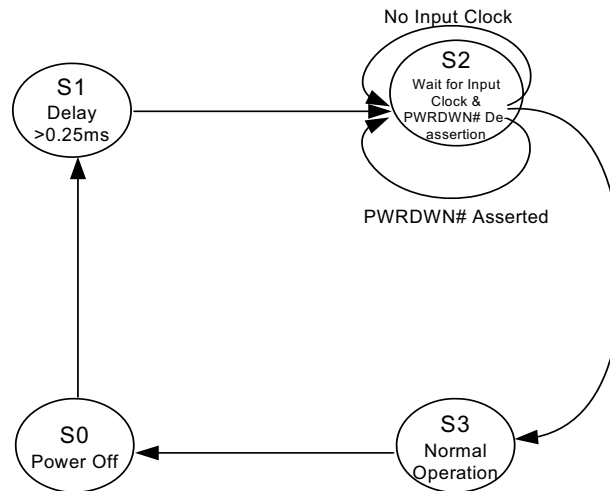 No Input Clock
S1
Delay
>0.25ms
S2
Wait for Input
Clock &
PWRDWN# De-
assertion
PWRDWN# Asserted
S0
Power Off
S3
Normal
Operation